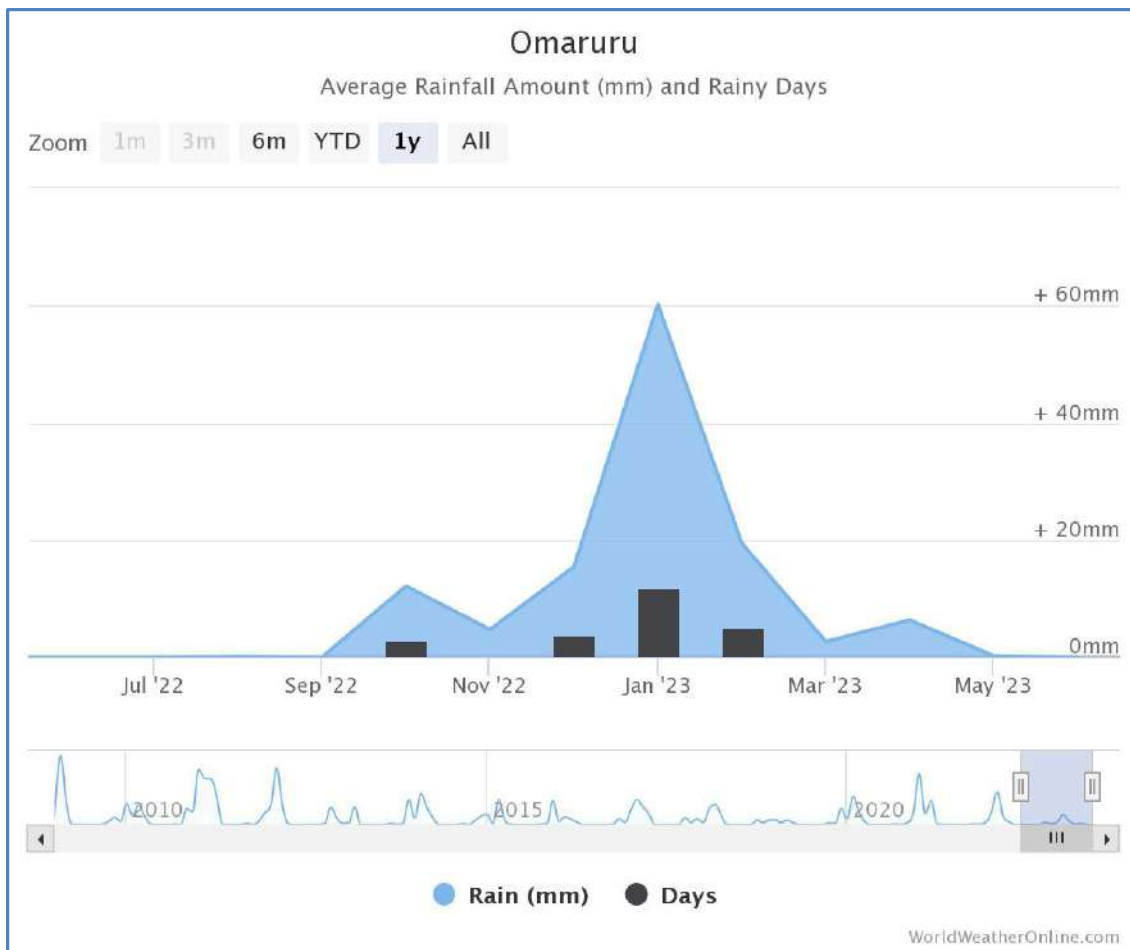 Omaruru
Average Rainfall Amount (mm) and Rainy Days
Zoom 1m 3m 6m YTD 1y All
+ 60mm
+ 40mm
+ 20mm
0mm
Jul '22 Sep '22 Nov '22 Jan '23 Mar '23 May '23
2010 2015 2020
Rain (mm) Days
WorldWeatherOnline.com